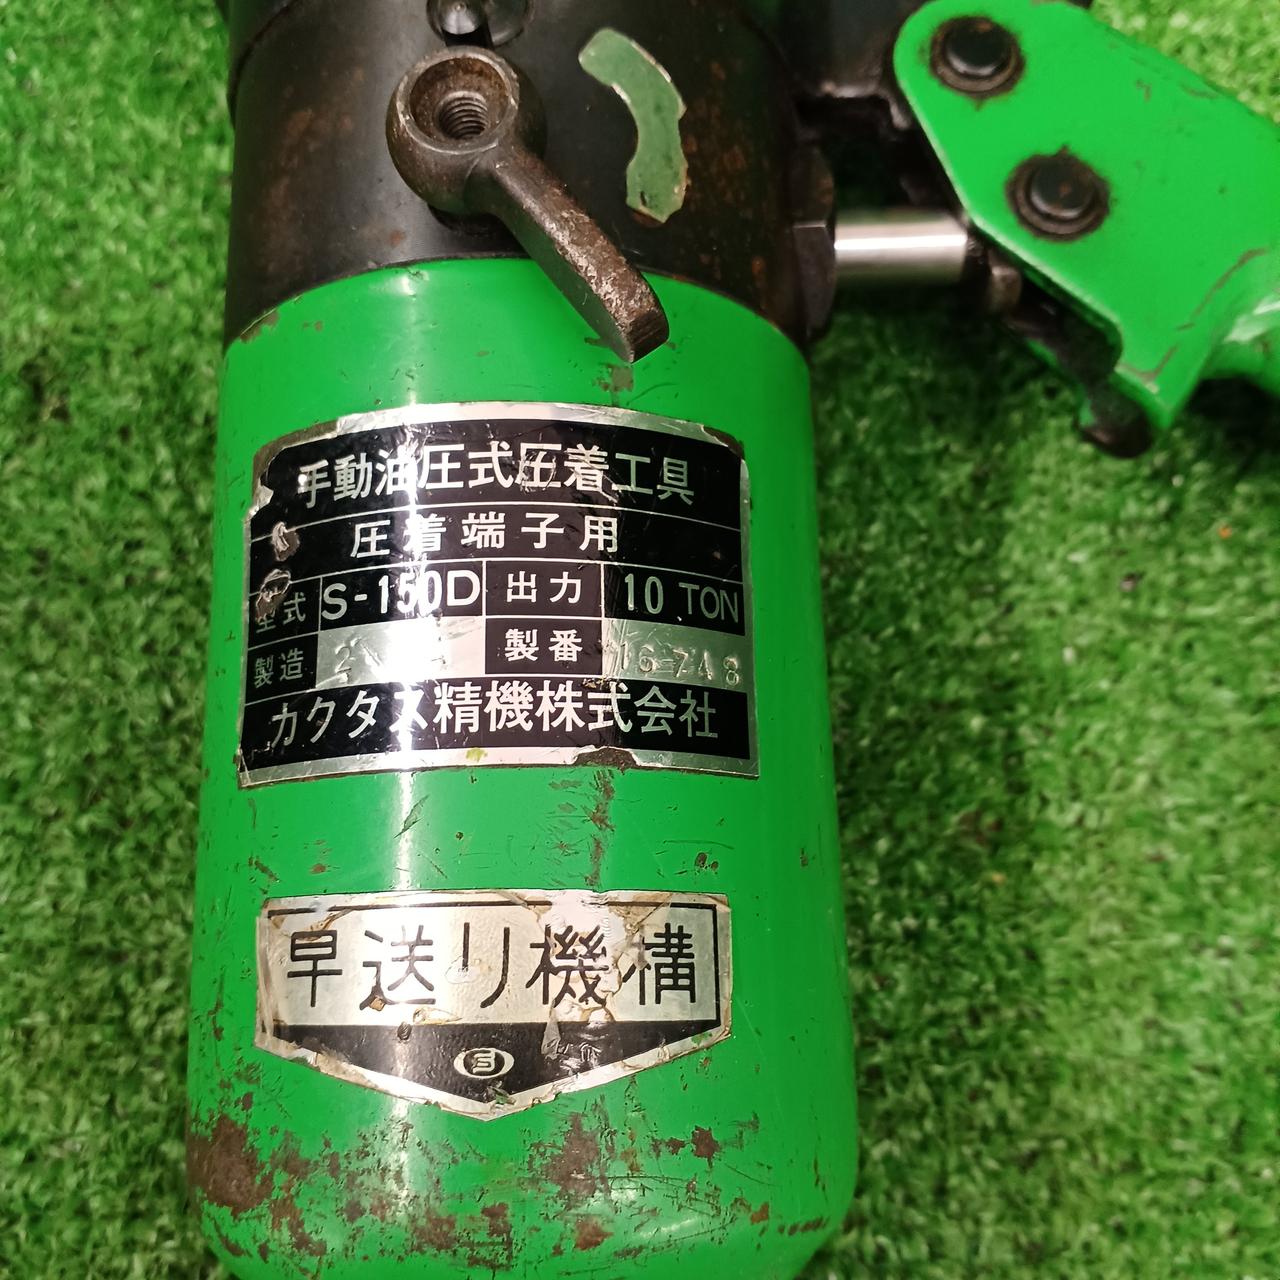 手動油圧式圧着工具
圧着端子用
型式 S-150D 出力 10 TON
製造 製番
カクタス精機株式会社
早送り機構